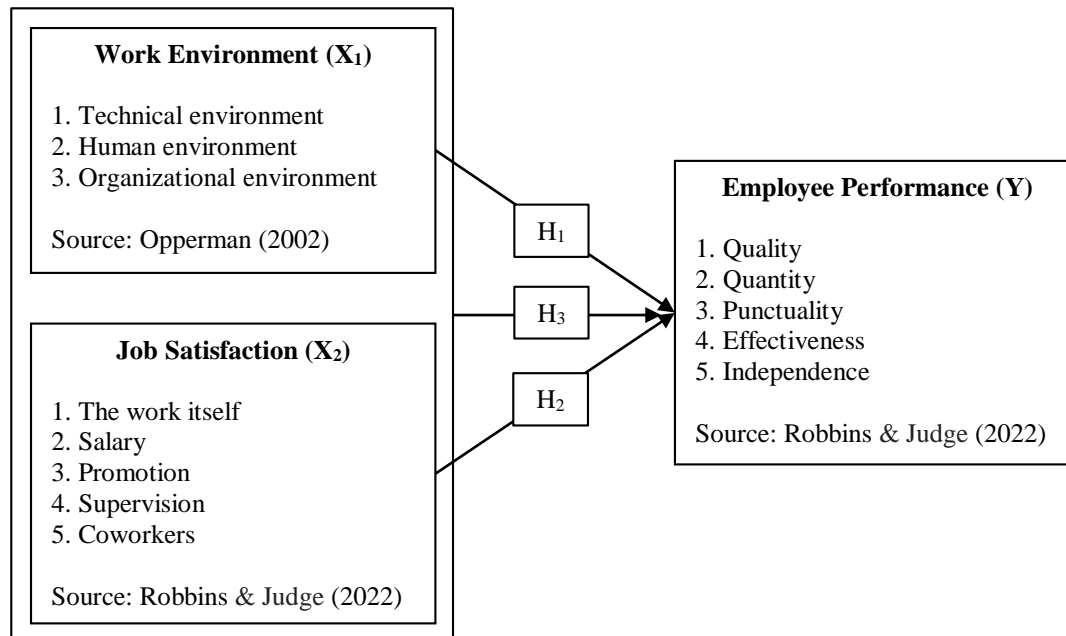 Work Environment (X₁)
1. Technical environment
2. Human environment
3. Organizational environment
Source: Opperman (2002)
Job Satisfaction (X₂)
1. The work itself
2. Salary
3. Promotion
4. Supervision
5. Coworkers
Source: Robbins & Judge (2022)
H₁
H₃
H₂
Employee Performance (Y)
1. Quality
2. Quantity
3. Punctuality
4. Effectiveness
5. Independence
Source: Robbins & Judge (2022)